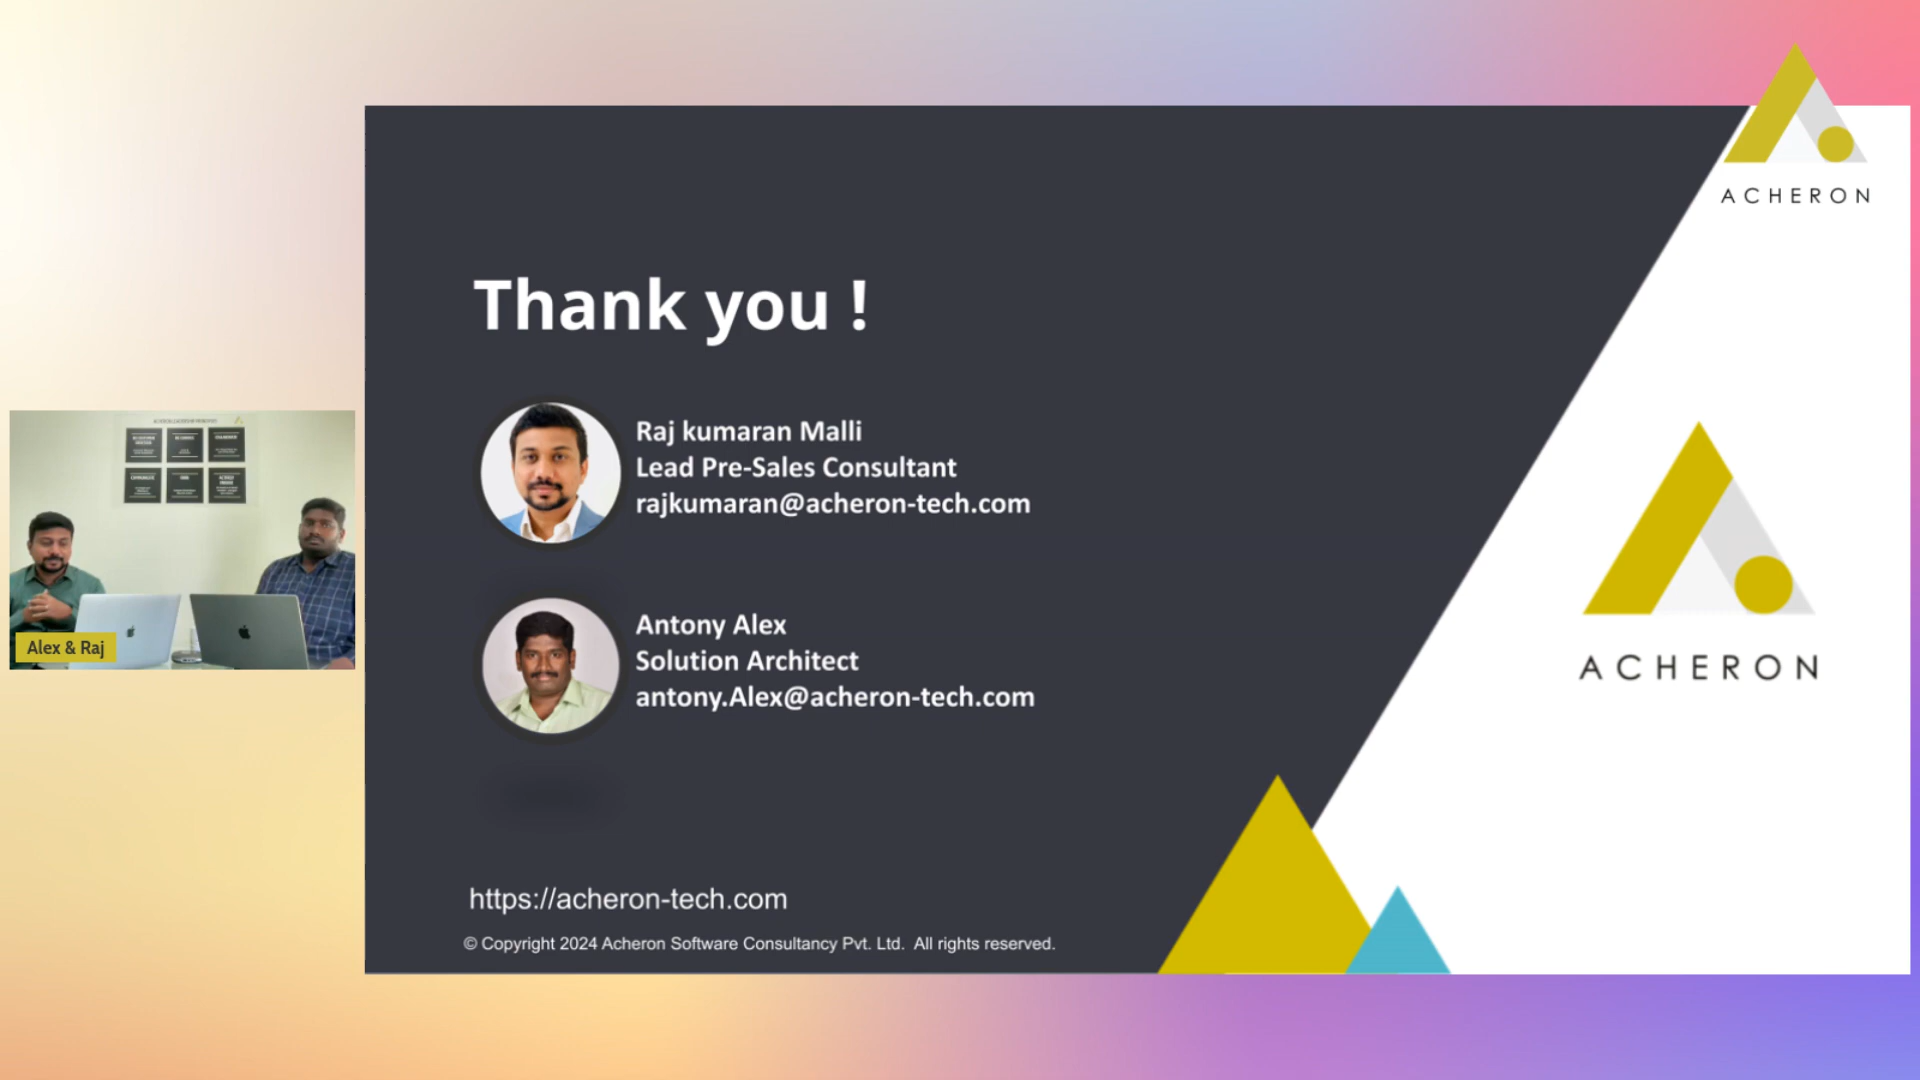 ACHERON
Thank you !
Raj kumaran Malli
Lead Pre-Sales Consultant
rajkumaran@acheron-tech.com
Antony Alex
Solution Architect
antony.Alex@acheron-tech.com
ACHERON
Alex & Raj
https://acheron-tech.com
© Copyright 2024 Acheron Software Consultancy Pvt. Ltd.  All rights reserved.